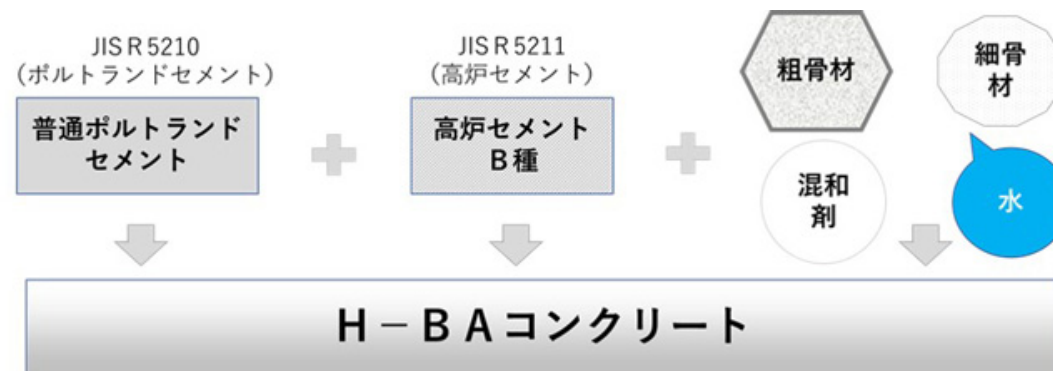 JIS R 5210
（ポルトランドセメント）
普通ポルトランド
セメント
JIS R 5211
（高炉セメント）
高炉セメント
B種
粗骨材
細骨
材
混和
剤
水
H－BAコンクリート